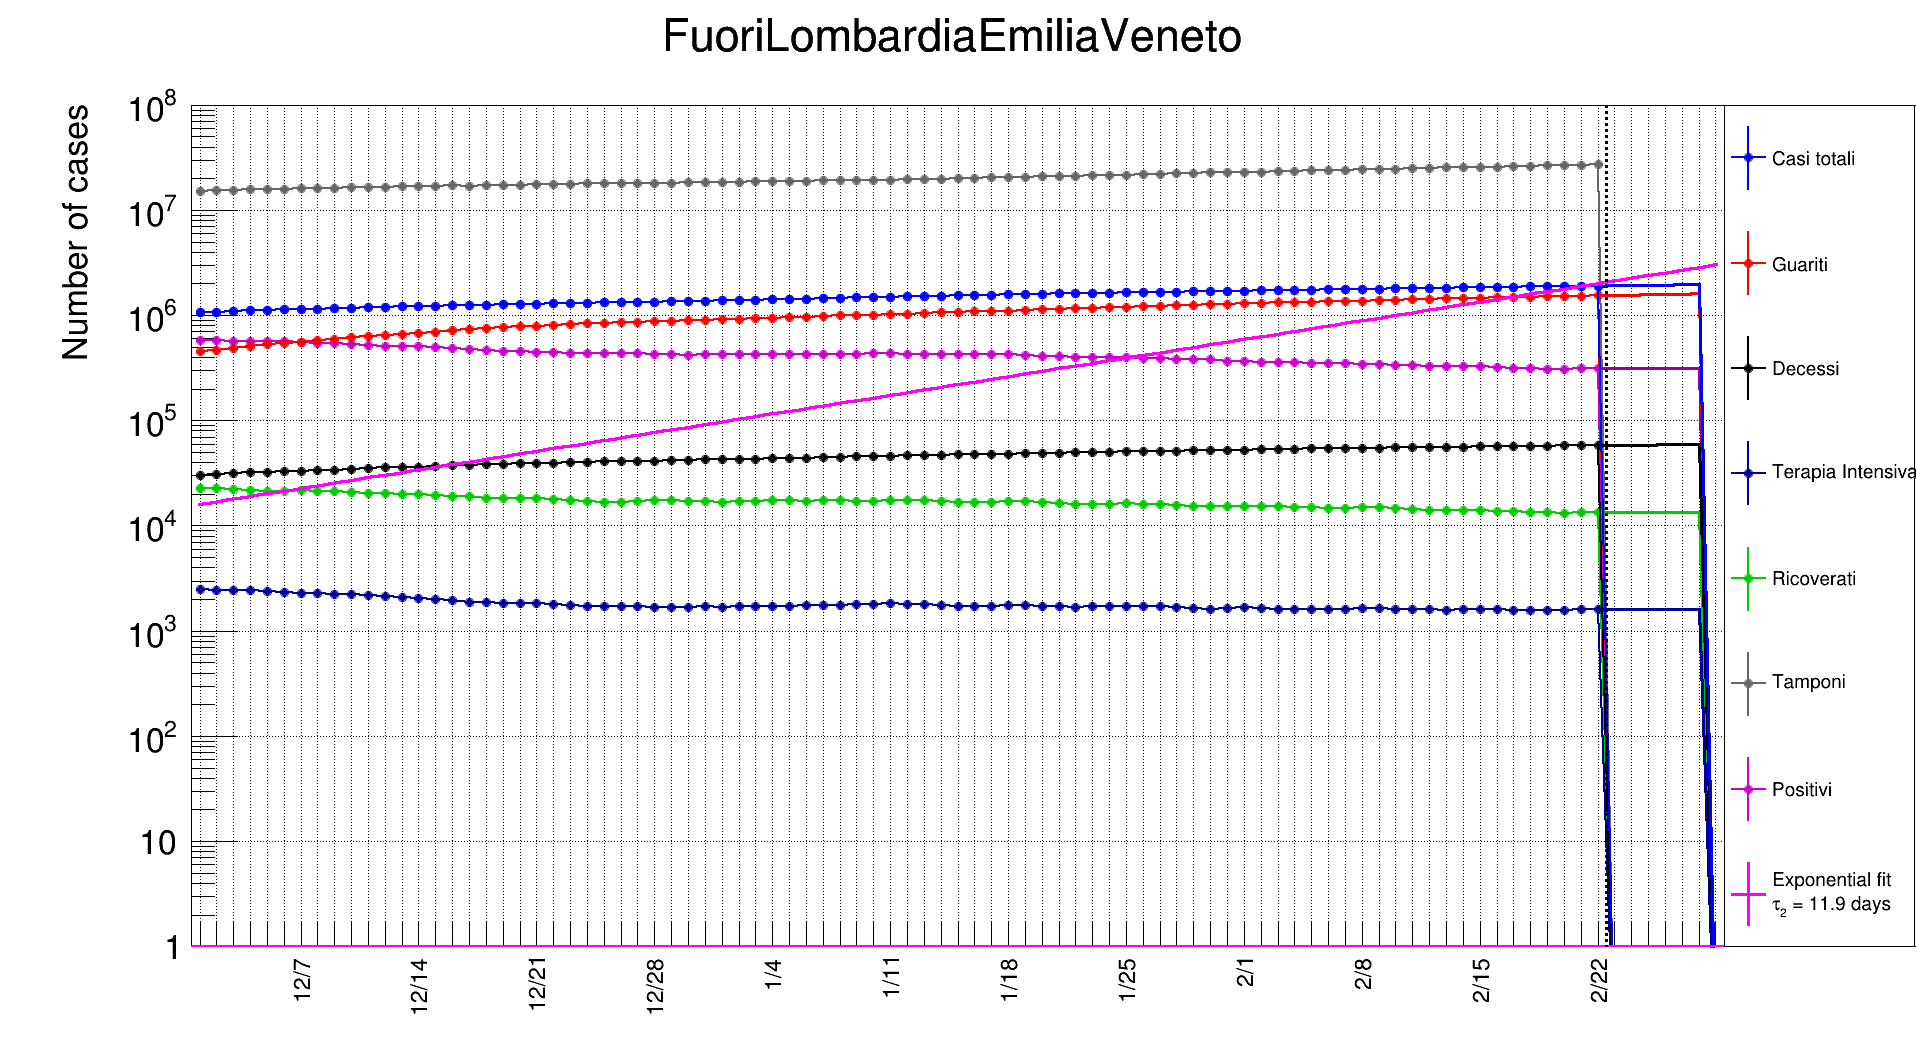 FuoriLombardiaEmiliaVeneto
Number of cases
10^8
10^7
10^6
10^5
10^4
10^3
10^2
10
1
12/7
12/14
12/21
12/28
1/4
1/11
1/18
1/25
2/1
2/8
2/15
2/22
Casi totali
Guariti
Decessi
Terapia Intensiva
Ricoverati
Tamponi
Positivi
Exponential fit
τ_2 = 11.9 days